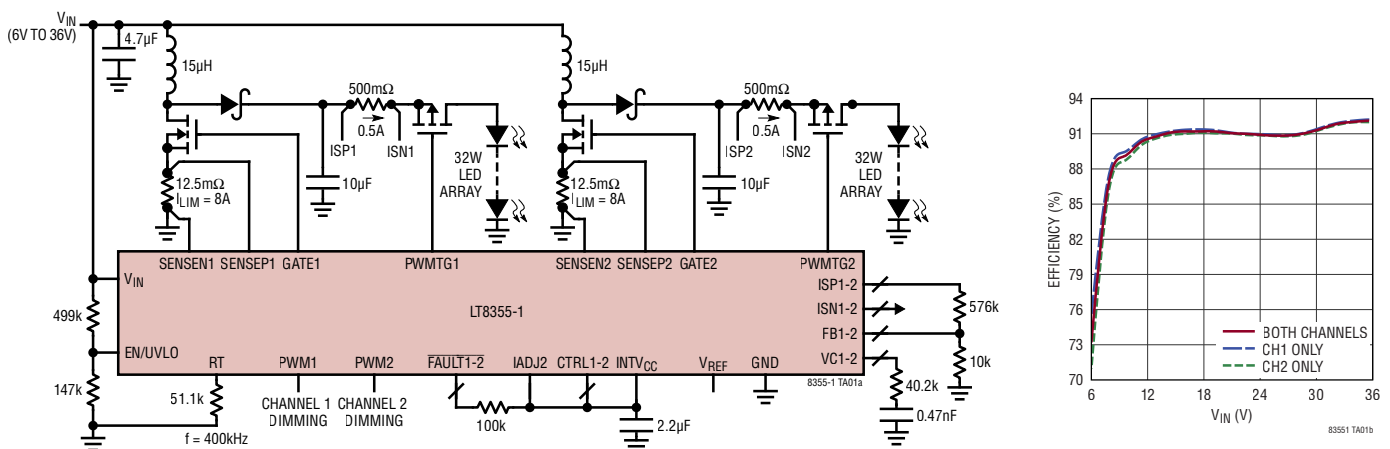 VIN
(6V TO 36V)
4.7µF
15µH
15µH
500mΩ
0.5A
ISP1
ISN1
500mΩ
0.5A
ISP2
ISN2
12.5mΩ
ILIM = 8A
10µF
32W
LED
ARRAY
12.5mΩ
ILIM = 8A
10µF
32W
LED
ARRAY
SENSEN1 SENSEP1 GATE1 PWMTG1 SENSEN2 SENSEP2 GATE2 PWMTG2
VIN
LT8355-1
ISP1-2
ISN1-2
FB1-2
VC1-2
576k
10k
499k
EN/UVLO
147k
RT PWM1 PWM2 FAULT1-2 IADJ2 CTRL1-2 INTVCC VREF GND
8355-1 TA01a
51.1k
f = 400kHz
CHANNEL 1
DIMMING
CHANNEL 2
DIMMING
100k
2.2µF
40.2k
0.47nF
EFFICIENCY (%)
94
91
88
85
82
79
76
73
70
BOTH CHANNELS
CH1 ONLY
CH2 ONLY
6 12 18 24 30 36
VIN (V)
83551 TA01b